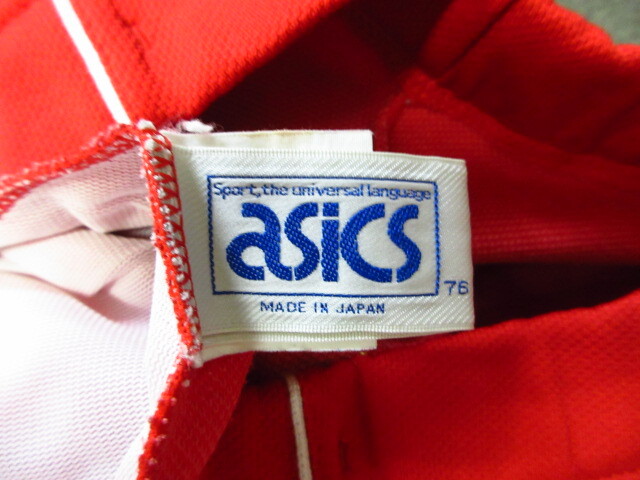 Sport, the universal language
asics
76
MADE IN JAPAN